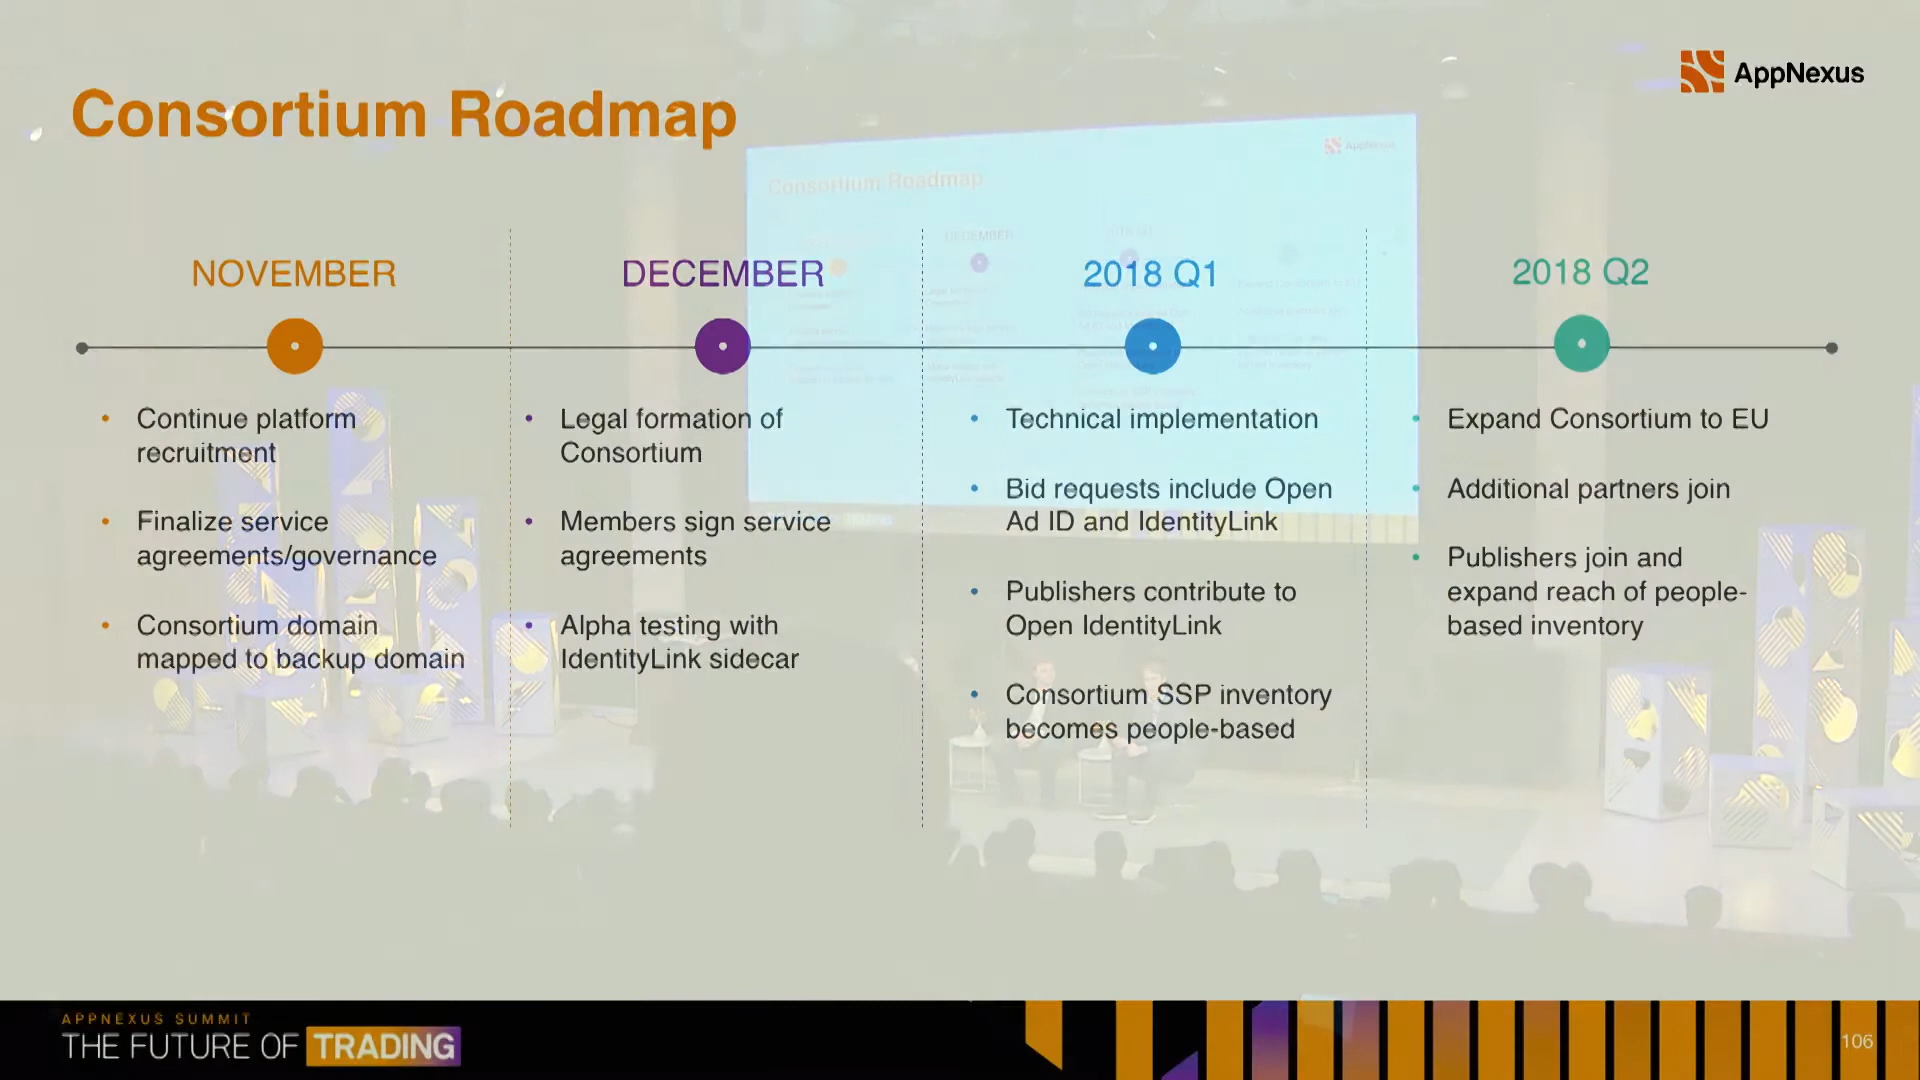 AppNexus
Consortium Roadmap
NOVEMBER
• Continue platform
recruitment
• Finalize service
agreements/governance
• Consortium domain
mapped to backup domain
DECEMBER
• Legal formation of
Consortium
• Members sign service
agreements
• Alpha testing with
IdentityLink sidecar
2018 Q1
• Technical implementation
• Bid requests include Open
Ad ID and IdentityLink
• Publishers contribute to
Open IdentityLink
• Consortium SSP inventory
becomes people-based
2018 Q2
• Expand Consortium to EU
• Additional partners join
• Publishers join and
expand reach of people-
based inventory
Consortium Roadmap
AppNexus
DECEMBER
APPNEXUS SUMMIT
THE FUTURE OF TRADING
106